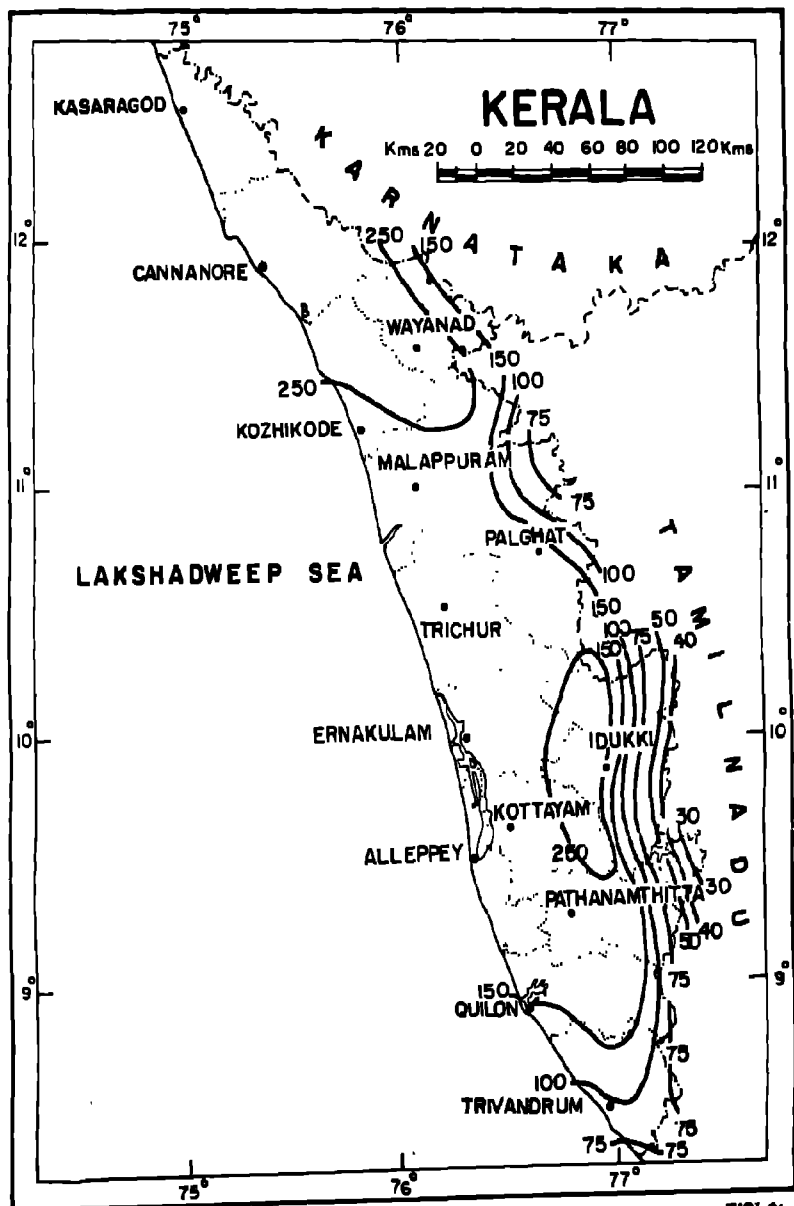 75° 76° 77°
KERALA
Kms 20 0 20 40 60 80 100 120 Kms
KASARAGOD
KARNATAKA
12° 12°
250 150
CANNANORE
WAYANAD
150
250 100
75
KOZHIKODE
MALAPPURAM
11° 11°
75
PALGHAT
LAKSHADWEEP SEA
100
TAMIL NADU
150
TRICHUR
100 50
150 75 40
ERNAKULAM
10° 10°
IDUKKI
KOTTAYAM
30
ALLEPPEY
250
PATHANAMTHITTA 30
50 40
75
9° 9°
150
QUILON
75
100
TRIVANDRUM
75
75 75
75° 76° 77°